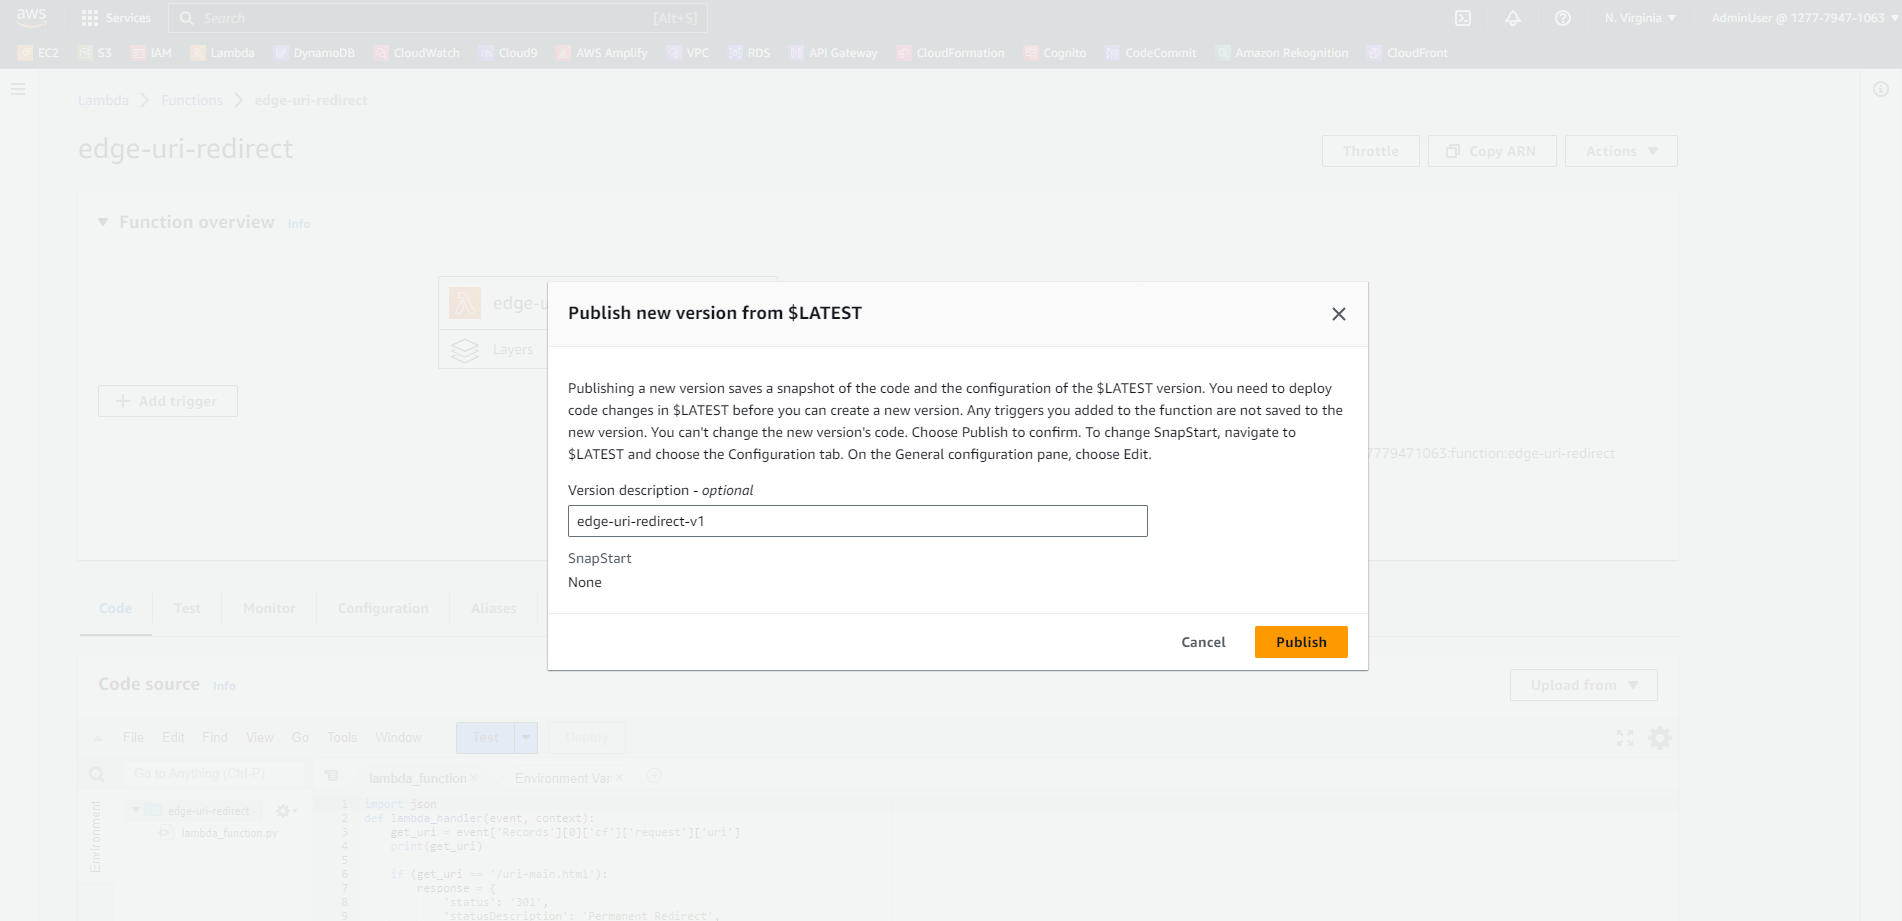 aws
Services
Search
[Alt+S]
N. Virginia
AdminUser @ 1277-7947-1063
EC2
S3
IAM
Lambda
DynamoDB
CloudWatch
Cloud9
AWS Amplify
VPC
RDS
API Gateway
CloudFormation
Cognito
CodeCommit
Amazon Rekognition
CloudFront
Lambda
Functions
edge-uri-redirect
edge-uri-redirect
Throttle
Copy ARN
Actions
Function overview
Info
edge-u
Layers
Add trigger
7779471063:function:edge-uri-redirect
Publish new version from $LATEST
Publishing a new version saves a snapshot of the code and the configuration of the $LATEST version. You need to deploy
code changes in $LATEST before you can create a new version. Any triggers you added to the function are not saved to the
new version. You can't change the new version's code. Choose Publish to confirm. To change SnapStart, navigate to
$LATEST and choose the Configuration tab. On the General configuration pane, choose Edit.
Version description - optional
edge-uri-redirect-v1
SnapStart
None
Cancel
Publish
Code
Test
Monitor
Configuration
Aliases
Code source
Info
Upload from
File
Edit
Find
View
Go
Tools
Window
Test
Deploy
Go to Anything (Ctrl-P)
lambda_function
Environment Var
Environment
edge-uri-redirect -
lambda_function.py
1 import json
2 def lambda_handler(event, context):
3 get_uri = event['Records'][0]['cf']['request']['uri']
4 print(get_uri)
5
6 if (get_uri == '/uri-main.html'):
7 response = {
8 'status': '301',
9 'statusDescription': 'Permanent Redirect',